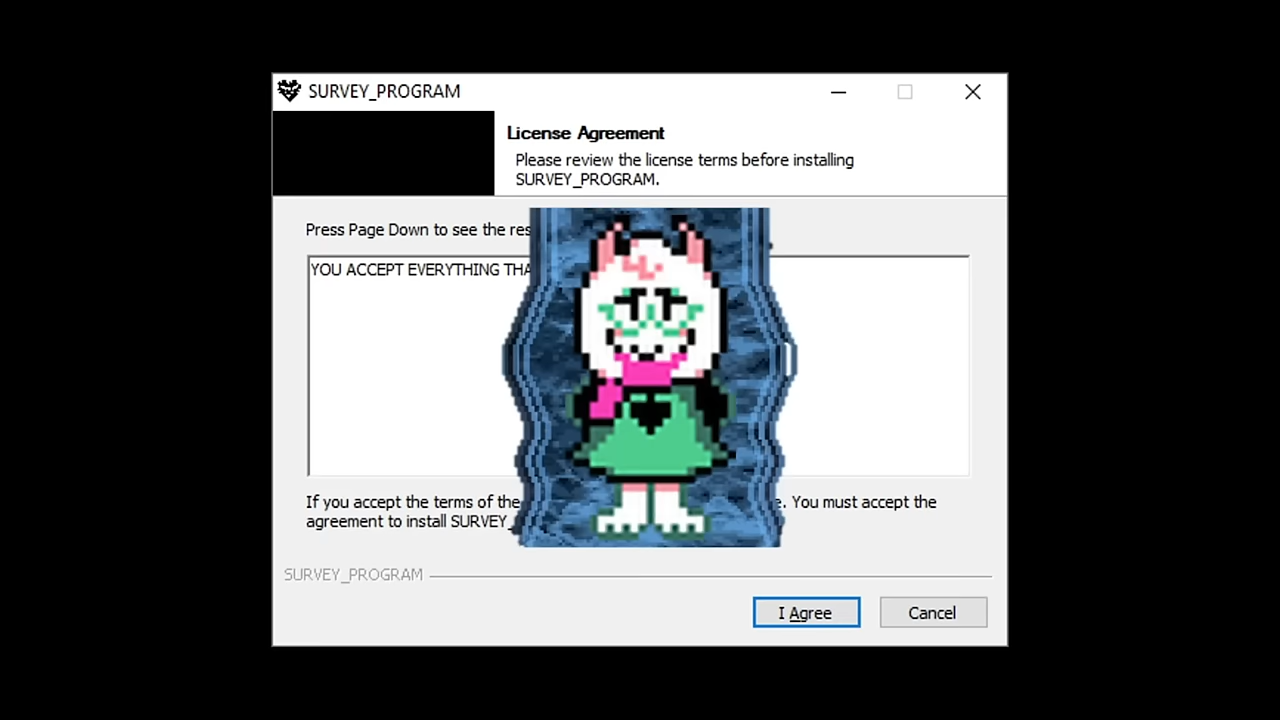 SURVEY_PROGRAM
License Agreement
Please review the license terms before installing
SURVEY_PROGRAM.
Press Page Down to see the res
YOU ACCEPT EVERYTHING THA
If you accept the terms of the e. You must accept the
agreement to install SURVEY_
SURVEY_PROGRAM
I Agree
Cancel